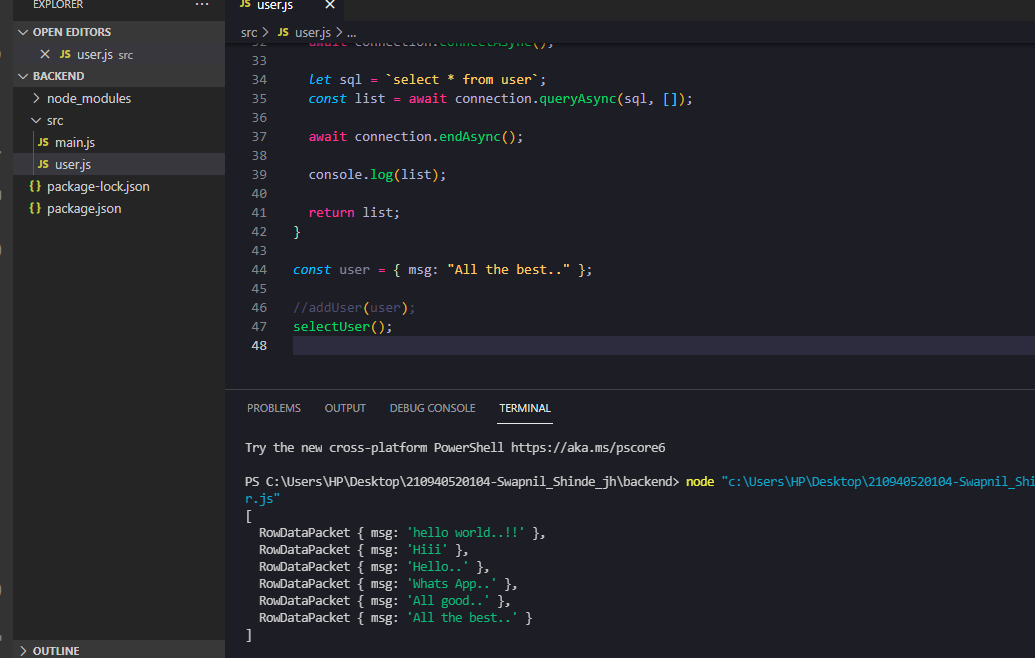 EXPLORER
...
JS user.js ×
OPEN EDITORS
× JS user.js src
BACKEND
node_modules
src
JS main.js
JS user.js
{} package-lock.json
{} package.json
OUTLINE
src > JS user.js > ...
32 await connection.connectAsync();
33
34 let sql = `select * from user`;
35 const list = await connection.queryAsync(sql, []);
36
37 await connection.endAsync();
38
39 console.log(list);
40
41 return list;
42 }
43
44 const user = { msg: "All the best.." };
45
46 //addUser(user);
47 selectUser();
48
PROBLEMS OUTPUT DEBUG CONSOLE TERMINAL
Try the new cross-platform PowerShell https://aka.ms/pscore6
PS C:\Users\HP\Desktop\210940520104-Swapnil_Shinde_jh\backend> node "c:\Users\HP\Desktop\210940520104-Swapnil_Shi
r.js"
[
RowDataPacket { msg: 'hello world..!!' },
RowDataPacket { msg: 'Hiii' },
RowDataPacket { msg: 'Hello..' },
RowDataPacket { msg: 'Whats App..' },
RowDataPacket { msg: 'All good..' },
RowDataPacket { msg: 'All the best..' }
]